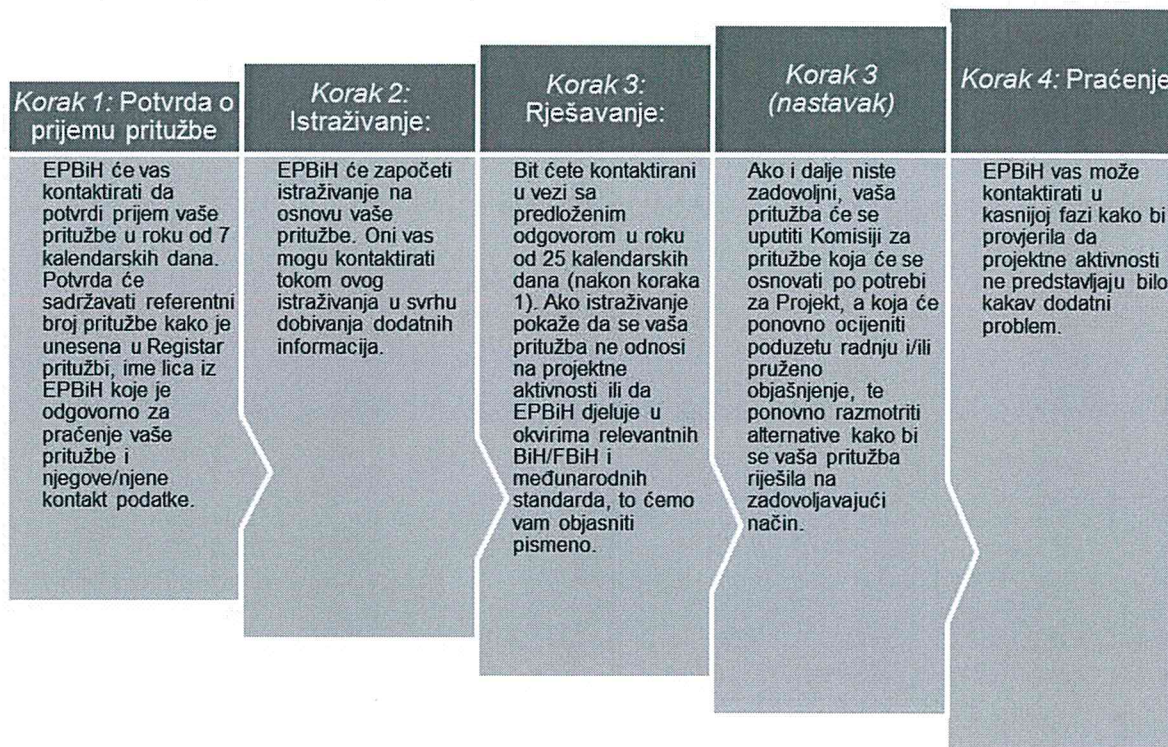 Korak 1: Potvrda o
prijemu pritužbe
EPBiH će vas
kontaktirati da
potvrdi prijem vaše
pritužbe u roku od 7
kalendarskih dana.
Potvrda će
sadržavati referentni
broj pritužbe kako je
unesena u Registar
pritužbi, ime lica iz
EPBiH koje je
odgovorno za
praćenje vaše
pritužbe i
njegove/njene
kontakt podatke.
Korak 2:
Istraživanje:
EPBiH će započeti
istraživanje na
osnovu vaše
pritužbe. Oni vas
mogu kontaktirati
tokom ovog
istraživanja u svrhu
dobivanja dodatnih
informacija.
Korak 3:
Rješavanje:
Bit ćete kontaktirani
u vezi sa
predloženim
odgovorom u roku
od 25 kalendarskih
dana (nakon koraka
1). Ako istraživanje
pokaže da se vaša
pritužba ne odnosi
na projektne
aktivnosti ili da
EPBiH djeluje u
okvirima relevantnih
BiH/FBiH i
međunarodnih
standarda, to ćemo
vam objasniti
pismeno.
Korak 3
(nastavak)
Ako i dalje niste
zadovoljni, vaša
pritužba će se
uputiti Komisiji za
pritužbe koja će se
osnovati po potrebi
za Projekt, a koja će
ponovno ocijeniti
poduzetu radnju i/ili
pruženo
objašnjenje, te
ponovno razmotriti
alternative kako bi
se vaša pritužba
riješila na
zadovoljavajući
način.
Korak 4: Praćenje
EPBiH vas može
kontaktirati u
kasnijoj fazi kako bi
provjerila da
projektne aktivnosti
ne predstavljaju bilo
kakav dodatni
problem.